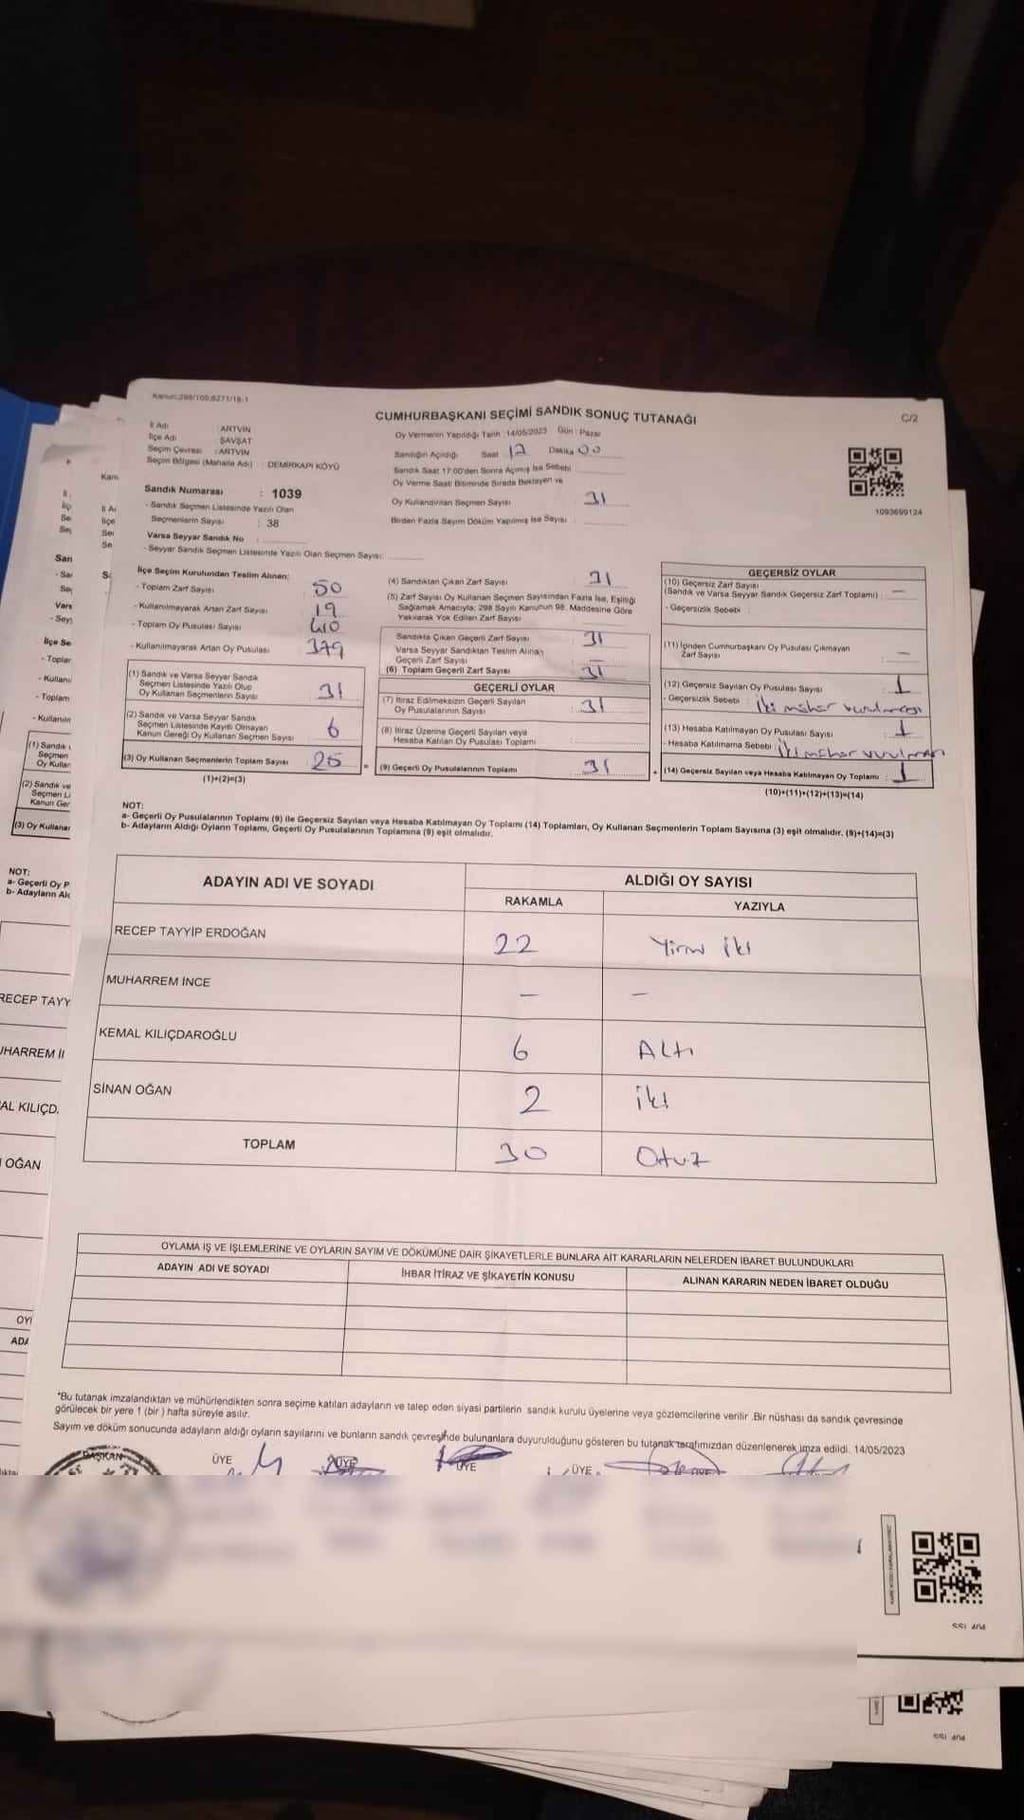 Kanun:298/109,6271/18-1
CUMHURBAŞKANI SEÇİMİ SANDIK SONUÇ TUTANAĞI
C/2
İl Adı : ARTVİN
İlçe Adı : ŞAVŞAT
Seçim Çevresi : ARTVİN
Seçim Bölgesi (Mahalle Adı) : DEMİRKAPI KÖYÜ
Sandık Numarası : 1039
- Sandık Seçmen Listesinde Yazılı Olan
Seçmenlerin Sayısı : 38
Varsa Seyyar Sandık No :
- Seyyar Sandık Seçmen Listesinde Yazılı Olan Seçmen Sayısı:
Oy Vermenin Yapıldığı Tarih :14/05/2023 Gün : Pazar
Sandığın Açıldığı Saat 17 Dakika 00
Sandık Saat 17:00'den Sonra Açılmış İse Sebebi
Oy Verme Saati Bitiminde Sırada Bekleyen ve
Oy Kullandırılan Seçmen Sayısı : 31
Birden Fazla Sayım Döküm Yapılmış İse Sayısı
1093699124
İlçe Seçim Kurulundan Teslim Alınan:
- Toplam Zarf Sayısı : 50
- Kullanılmayarak Artan Zarf Sayısı : 19
- Toplam Oy Pusulası Sayısı : 410
- Kullanılmayarak Artan Oy Pusulası : 379
(1) Sandık ve Varsa Seyyar Sandık
Seçmen Listesinde Yazılı Olup
Oy Kullanan Seçmenlerin Sayısı : 31
(2) Sandık ve Varsa Seyyar Sandık
Seçmen Listesinde Kayıtlı Olmayan
Kanun Gereği Oy Kullanan Seçmen Sayısı : 6
(3) Oy Kullanan Seçmenlerin Toplam Sayısı : 25
(1)+(2)=(3)
(4) Sandıktan Çıkan Zarf Sayısı : 31
(5) Zarf Sayısı Oy Kullanan Seçmen Sayısından Fazla İse, Eşitliği
Sağlamak Amacıyla; 298 Sayılı Kanunun 98. Maddesine Göre
Yakılarak Yok Edilen Zarf Sayısı
Sandıkta Çıkan Geçerli Zarf Sayısı : 31
Varsa Seyyar Sandıktan Teslim Alınan
Geçerli Zarf Sayısı
(6) Toplam Geçerli Zarf Sayısı : 31
GEÇERLİ OYLAR
(7) İtiraz Edilmeksizin Geçerli Sayılan
Oy Pusulalarının Sayısı : 31
(8) İtiraz Üzerine Geçerli Sayılan veya
Hesaba Katılan Oy Pusulası Toplamı
(9) Geçerli Oy Pusulalarının Toplamı : 31
GEÇERSİZ OYLAR
(10) Geçersiz Zarf Sayısı
(Sandık ve Varsa Seyyar Sandık Geçersiz Zarf Toplamı) : —
- Geçersizlik Sebebi :
(11) İçinden Cumhurbaşkanı Oy Pusulası Çıkmayan
Zarf Sayısı : —
(12) Geçersiz Sayılan Oy Pusulası Sayısı : 1
- Geçersizlik Sebebi : İki mühür vurulması
(13) Hesaba Katılmayan Oy Pusulası Sayısı : 1
- Hesaba Katılmama Sebebi : İki mühür vurulması
(14) Geçersiz Sayılan veya Hesaba Katılmayan Oy Toplamı : 1
(10)+(11)+(12)+(13)=(14)
NOT:
a- Geçerli Oy Pusulalarının Toplamı (9) ile Geçersiz Sayılan veya Hesaba Katılmayan Oy Toplamı (14) Toplamları, Oy Kullanan Seçmenlerin Toplam Sayısına (3) eşit olmalıdır. (9)+(14)=(3)
b- Adayların Aldığı Oyların Toplamı, Geçerli Oy Pusulalarının Toplamına (9) eşit olmalıdır.
ADAYIN ADI VE SOYADI
ALDIĞI OY SAYISI
RAKAMLA YAZIYLA
RECEP TAYYİP ERDOĞAN 22 Yirmi iki
MUHARREM İNCE — —
KEMAL KILIÇDAROĞLU 6 Altı
SİNAN OĞAN 2 iki
TOPLAM 30 Otuz
OYLAMA İŞ VE İŞLEMLERİNE VE OYLARIN SAYIM VE DÖKÜMÜNE DAİR ŞİKAYETLERLE BUNLARA AİT KARARLARIN NELERDEN İBARET BULUNDUKLARI
ADAYIN ADI VE SOYADI İHBAR İTİRAZ VE ŞİKAYETİN KONUSU ALINAN KARARIN NEDEN İBARET OLDUĞU
*Bu tutanak imzalandıktan ve mühürlendikten sonra seçime katılan adayların ve talep eden siyasi partilerin sandık kurulu üyelerine veya gözlemcilerine verilir .Bir nüshası da sandık çevresinde
görülecek bir yere 1 (bir ) hafta süreyle asılır.
Sayım ve döküm sonucunda adayların aldığı oyların sayılarını ve bunların sandık çevresinde bulunanlara duyurulduğunu gösteren bu tutanak tarafımızdan düzenlenerek imza edildi. 14/05/2023
BAŞKAN ÜYE ÜYE ÜYE ÜYE ÜYE